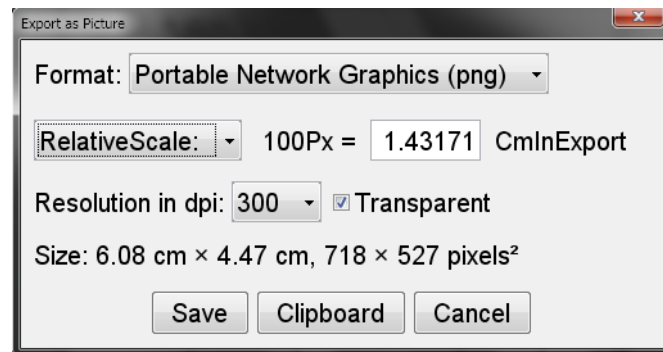 Export as Picture
Format: Portable Network Graphics (png)
RelativeScale: 100Px = 1.43171 CmInExport
Resolution in dpi: 300 Transparent
Size: 6.08 cm × 4.47 cm, 718 × 527 pixels²
Save Clipboard Cancel